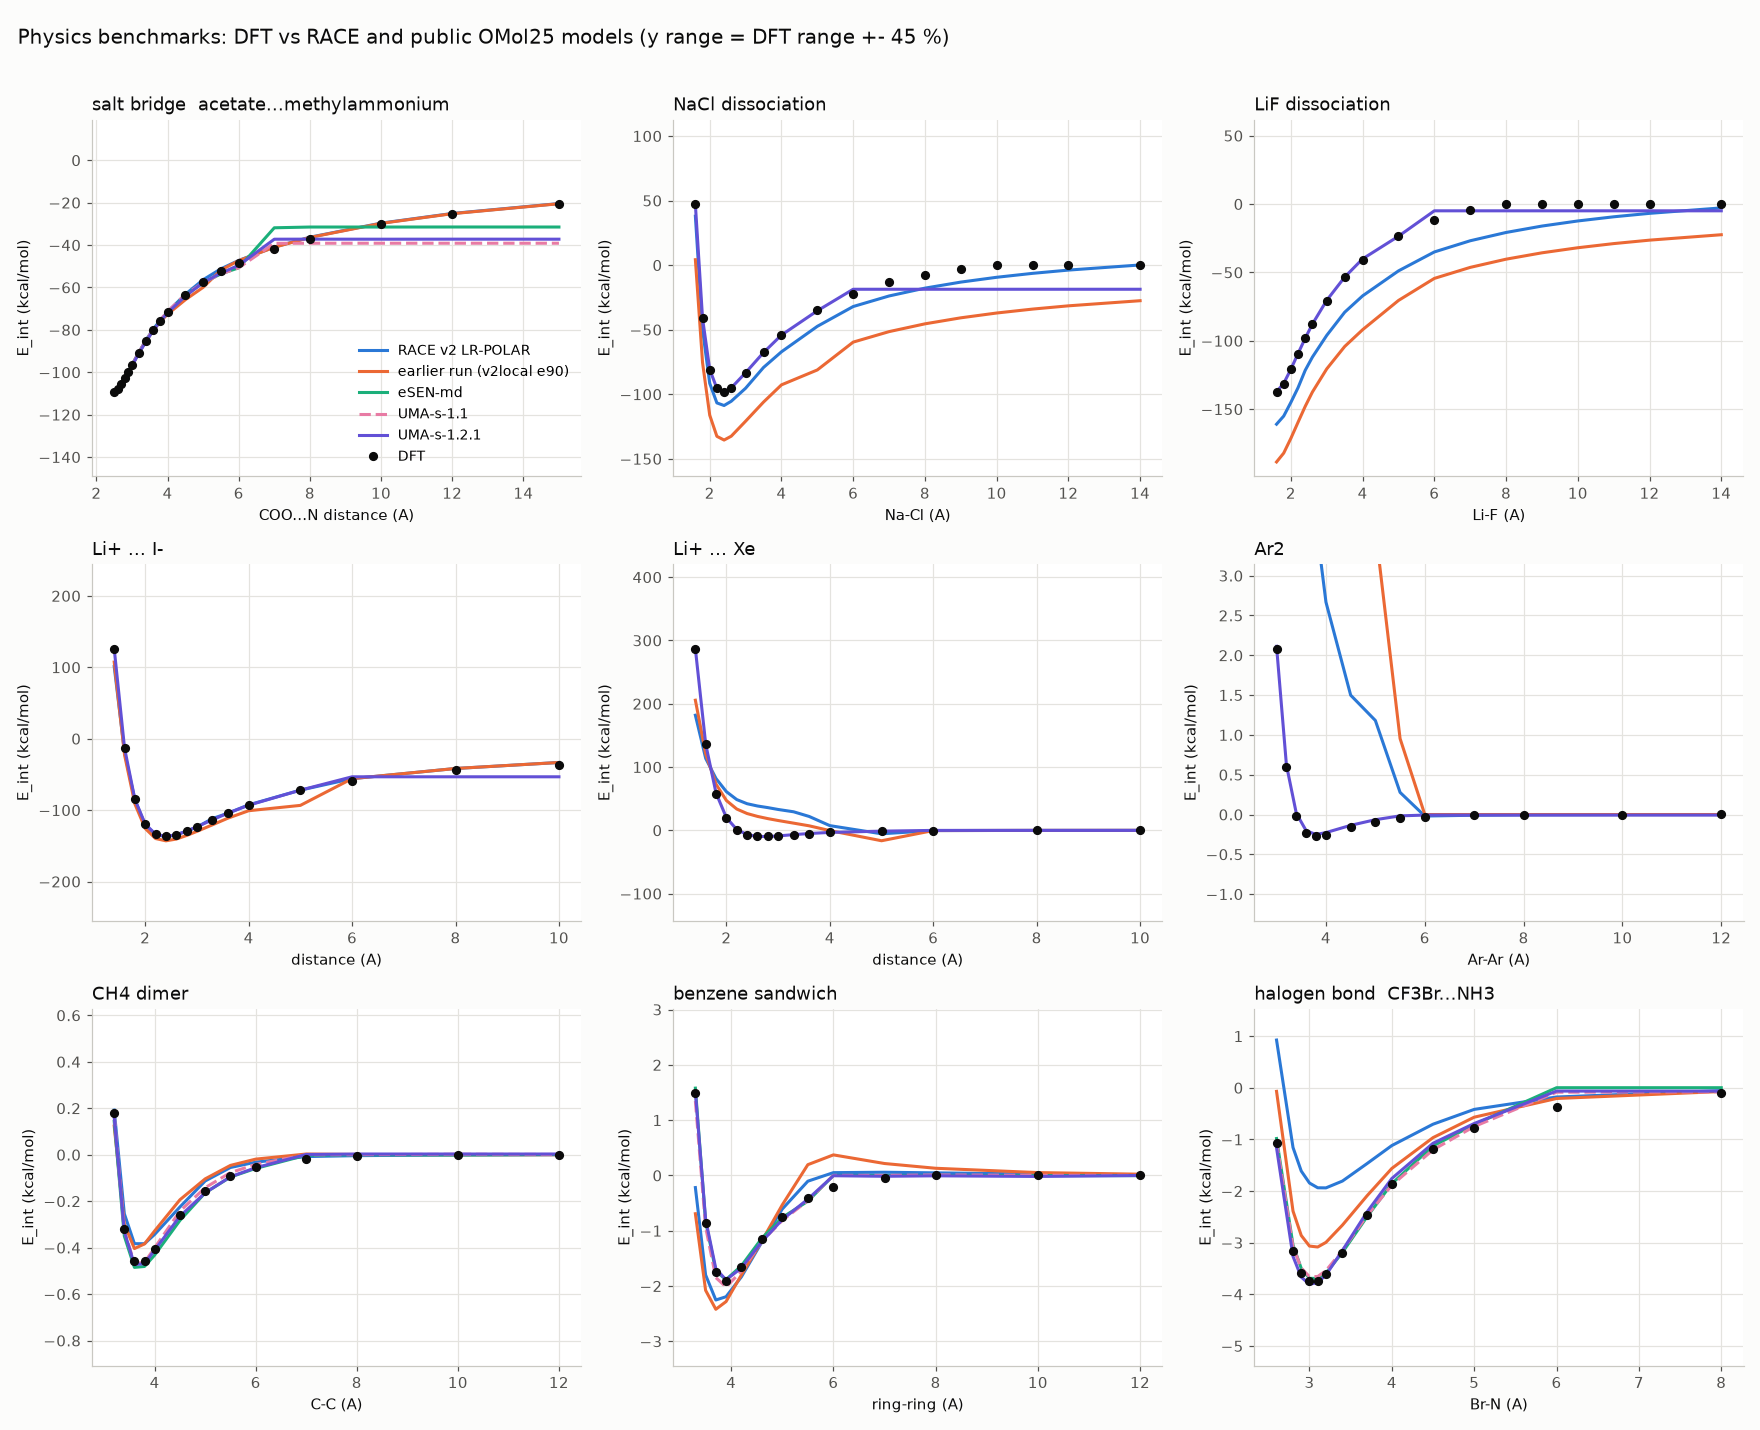 Physics benchmarks: DFT vs RACE and public OMol25 models (y range = DFT range +- 45 %)
salt bridge  acetate...methylammonium
E_int (kcal/mol)
0
−20
−40
−60
−80
−100
−120
−140
2 4 6 8 10 12 14
COO...N distance (A)
RACE v2 LR-POLAR
earlier run (v2local e90)
eSEN-md
UMA-s-1.1
UMA-s-1.2.1
DFT
NaCl dissociation
E_int (kcal/mol)
100
50
0
−50
−100
−150
2 4 6 8 10 12 14
Na-Cl (A)
LiF dissociation
E_int (kcal/mol)
50
0
−50
−100
−150
2 4 6 8 10 12 14
Li-F (A)
Li+ ... I-
E_int (kcal/mol)
200
100
0
−100
−200
2 4 6 8 10
distance (A)
Li+ ... Xe
E_int (kcal/mol)
400
300
200
100
0
−100
2 4 6 8 10
distance (A)
Ar2
E_int (kcal/mol)
3.0
2.5
2.0
1.5
1.0
0.5
0.0
−0.5
−1.0
4 6 8 10 12
Ar-Ar (A)
CH4 dimer
E_int (kcal/mol)
0.6
0.4
0.2
0.0
−0.2
−0.4
−0.6
−0.8
4 6 8 10 12
C-C (A)
benzene sandwich
E_int (kcal/mol)
3
2
1
0
−1
−2
−3
4 6 8 10 12
ring-ring (A)
halogen bond  CF3Br...NH3
E_int (kcal/mol)
1
0
−1
−2
−3
−4
−5
3 4 5 6 7 8
Br-N (A)